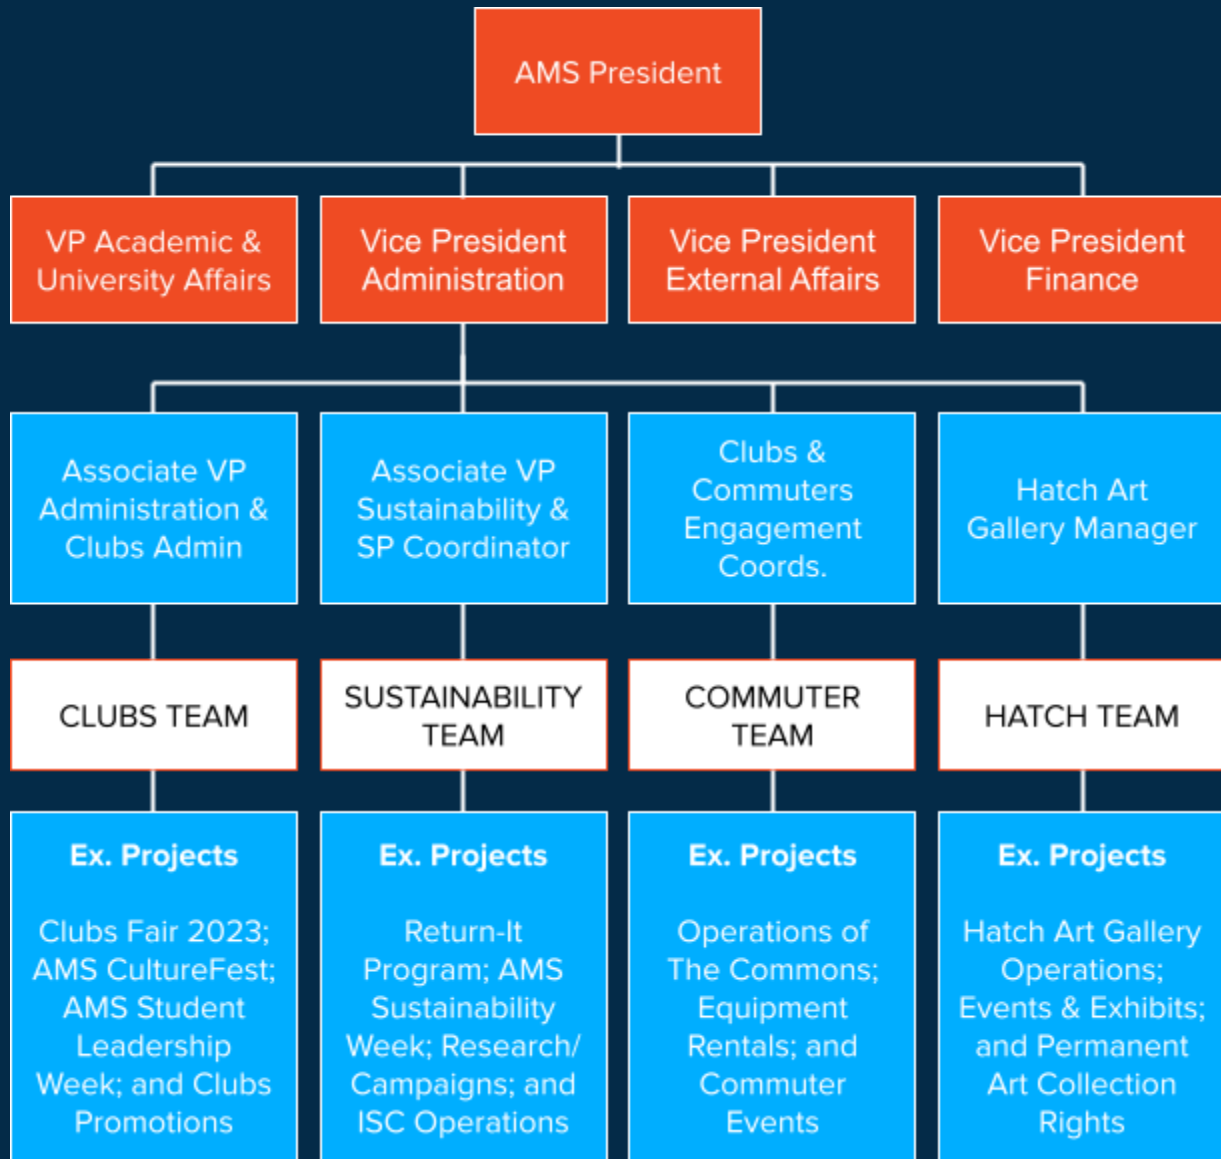 AMS President
VP Academic &
University Affairs
Vice President
Administration
Vice President
External Affairs
Vice President
Finance
Associate VP
Administration &
Clubs Admin
Associate VP
Sustainability &
SP Coordinator
Clubs &
Commuters
Engagement
Coords.
Hatch Art
Gallery Manager
CLUBS TEAM
SUSTAINABILITY
TEAM
COMMUTER
TEAM
HATCH TEAM
Ex. Projects
Clubs Fair 2023;
AMS CultureFest;
AMS Student
Leadership
Week; and Clubs
Promotions
Ex. Projects
Return-It
Program; AMS
Sustainability
Week; Research/
Campaigns; and
ISC Operations
Ex. Projects
Operations of
The Commons;
Equipment
Rentals; and
Commuter
Events
Ex. Projects
Hatch Art Gallery
Operations;
Events & Exhibits;
and Permanent
Art Collection
Rights